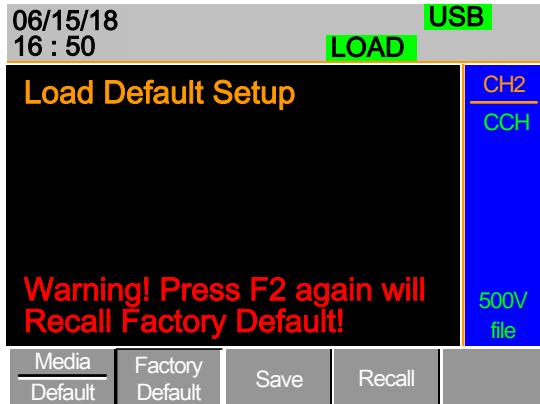 06/15/18
USB
16 : 50
LOAD
Load Default Setup
CH2
CCH
Warning! Press F2 again will
Recall Factory Default!
500V
file
Media
Default
Factory
Default
Save
Recall